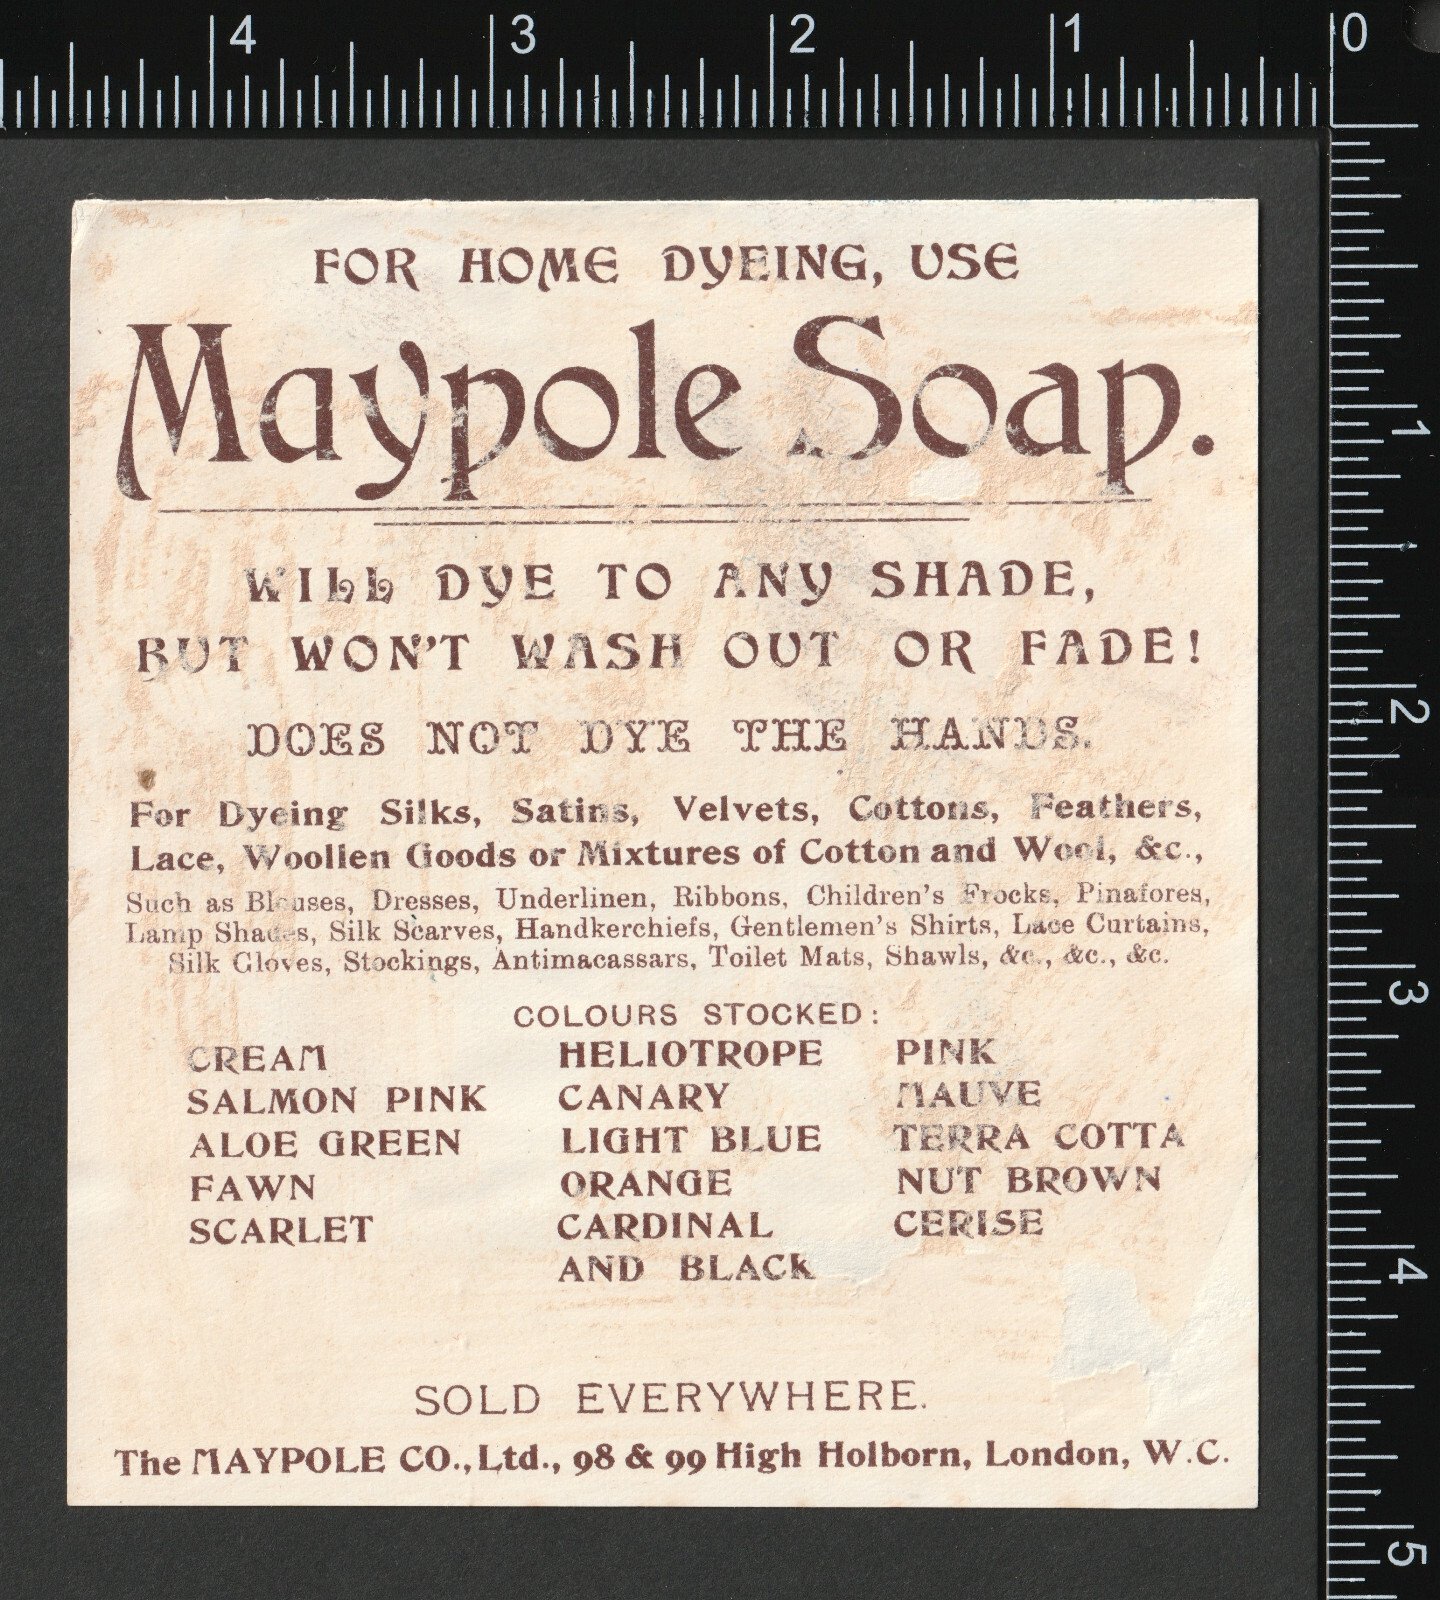 4 3 2 1 0
FOR HOME DYEING, USE
Maypole Soap.
WILL DYE TO ANY SHADE,
BUT WON'T WASH OUT OR FADE!
DOES NOT DYE THE HANDS.
For Dyeing Silks, Satins, Velvets, Cottons, Feathers,
Lace, Woollen Goods or Mixtures of Cotton and Wool, &c.,
Such as Blouses, Dresses, Underlinen, Ribbons, Children's Frocks, Pinafores,
Lamp Shades, Silk Scarves, Handkerchiefs, Gentlemen's Shirts, Lace Curtains,
Silk Gloves, Stockings, Antimacassars, Toilet Mats, Shawls, &c., &c., &c.
COLOURS STOCKED:
CREAM
SALMON PINK
ALOE GREEN
FAWN
SCARLET
HELIOTROPE
CANARY
LIGHT BLUE
ORANGE
CARDINAL
AND BLACK
PINK
MAUVE
TERRA COTTA
NUT BROWN
CERISE
SOLD EVERYWHERE.
The MAYPOLE CO., Ltd., 98 & 99 High Holborn, London, W.C.
1
2
3
4
5